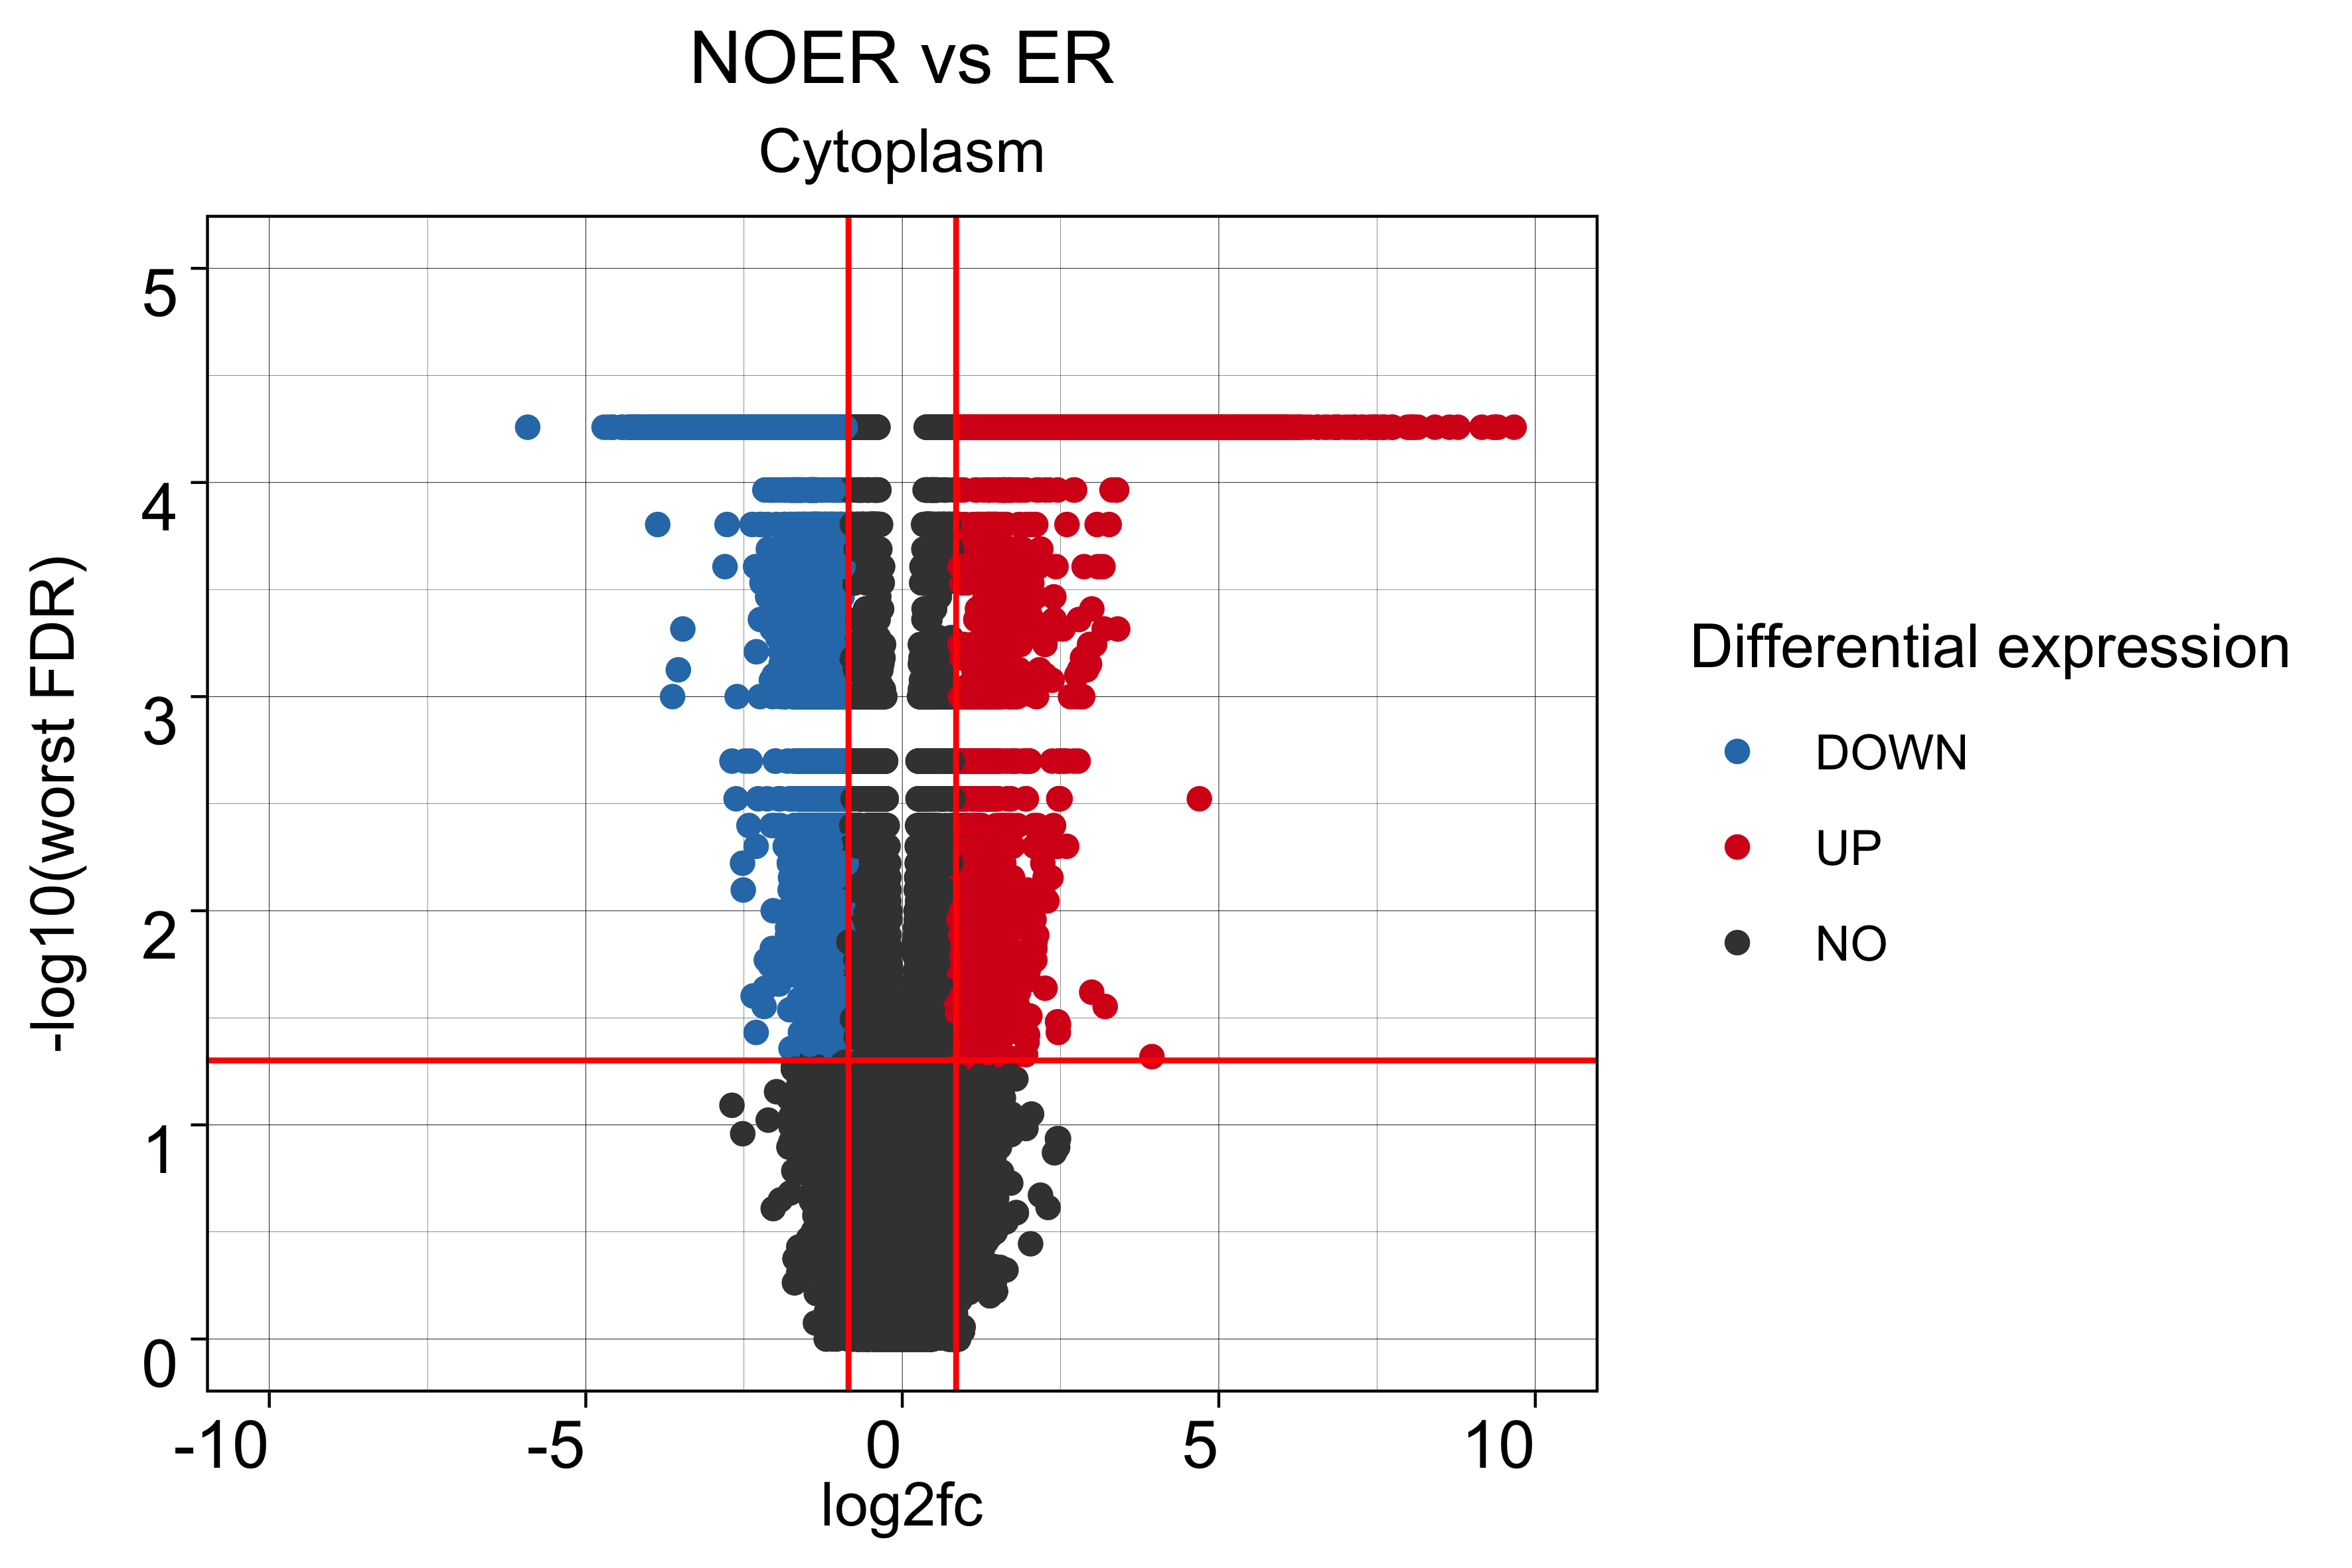 NOER vs ER
Cytoplasm
5
4
3
2
1
0
-log10(worst FDR)
-10
-5
0
5
10
log2fc
Differential expression
DOWN
UP
NO